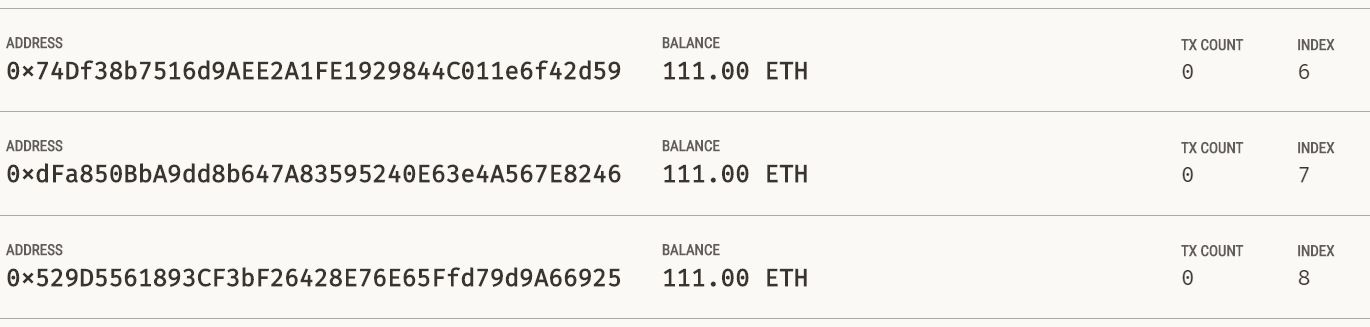 ADDRESS BALANCE TX COUNT INDEX
0x74Df38b7516d9AEE2A1FE1929844C011e6f42d59 111.00 ETH 0 6
ADDRESS BALANCE TX COUNT INDEX
0xdFa850BbA9dd8b647A83595240E63e4A567E8246 111.00 ETH 0 7
ADDRESS BALANCE TX COUNT INDEX
0x529D5561893CF3bF26428E76E65Ffd79d9A66925 111.00 ETH 0 8